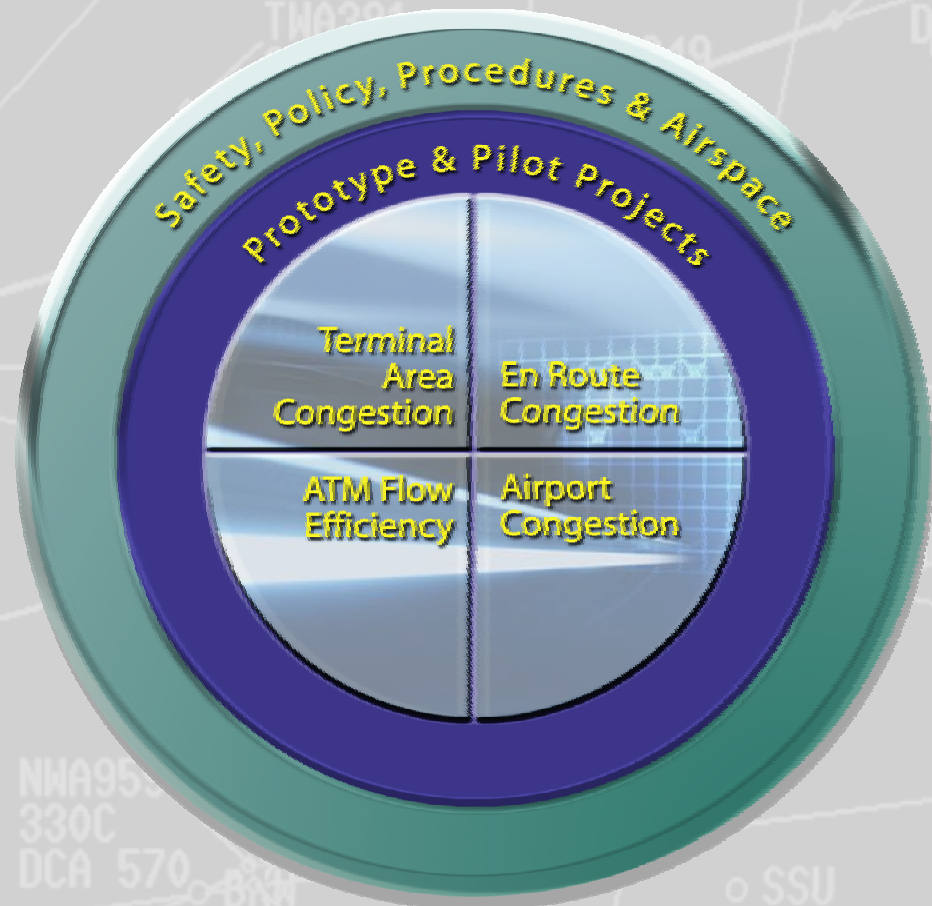 TWA391
Safety, Policy, Procedures & Airspace
Prototype & Pilot Projects
Terminal
Area
Congestion
En Route
Congestion
ATM Flow
Efficiency
Airport
Congestion
330C
DCA 570
SSU